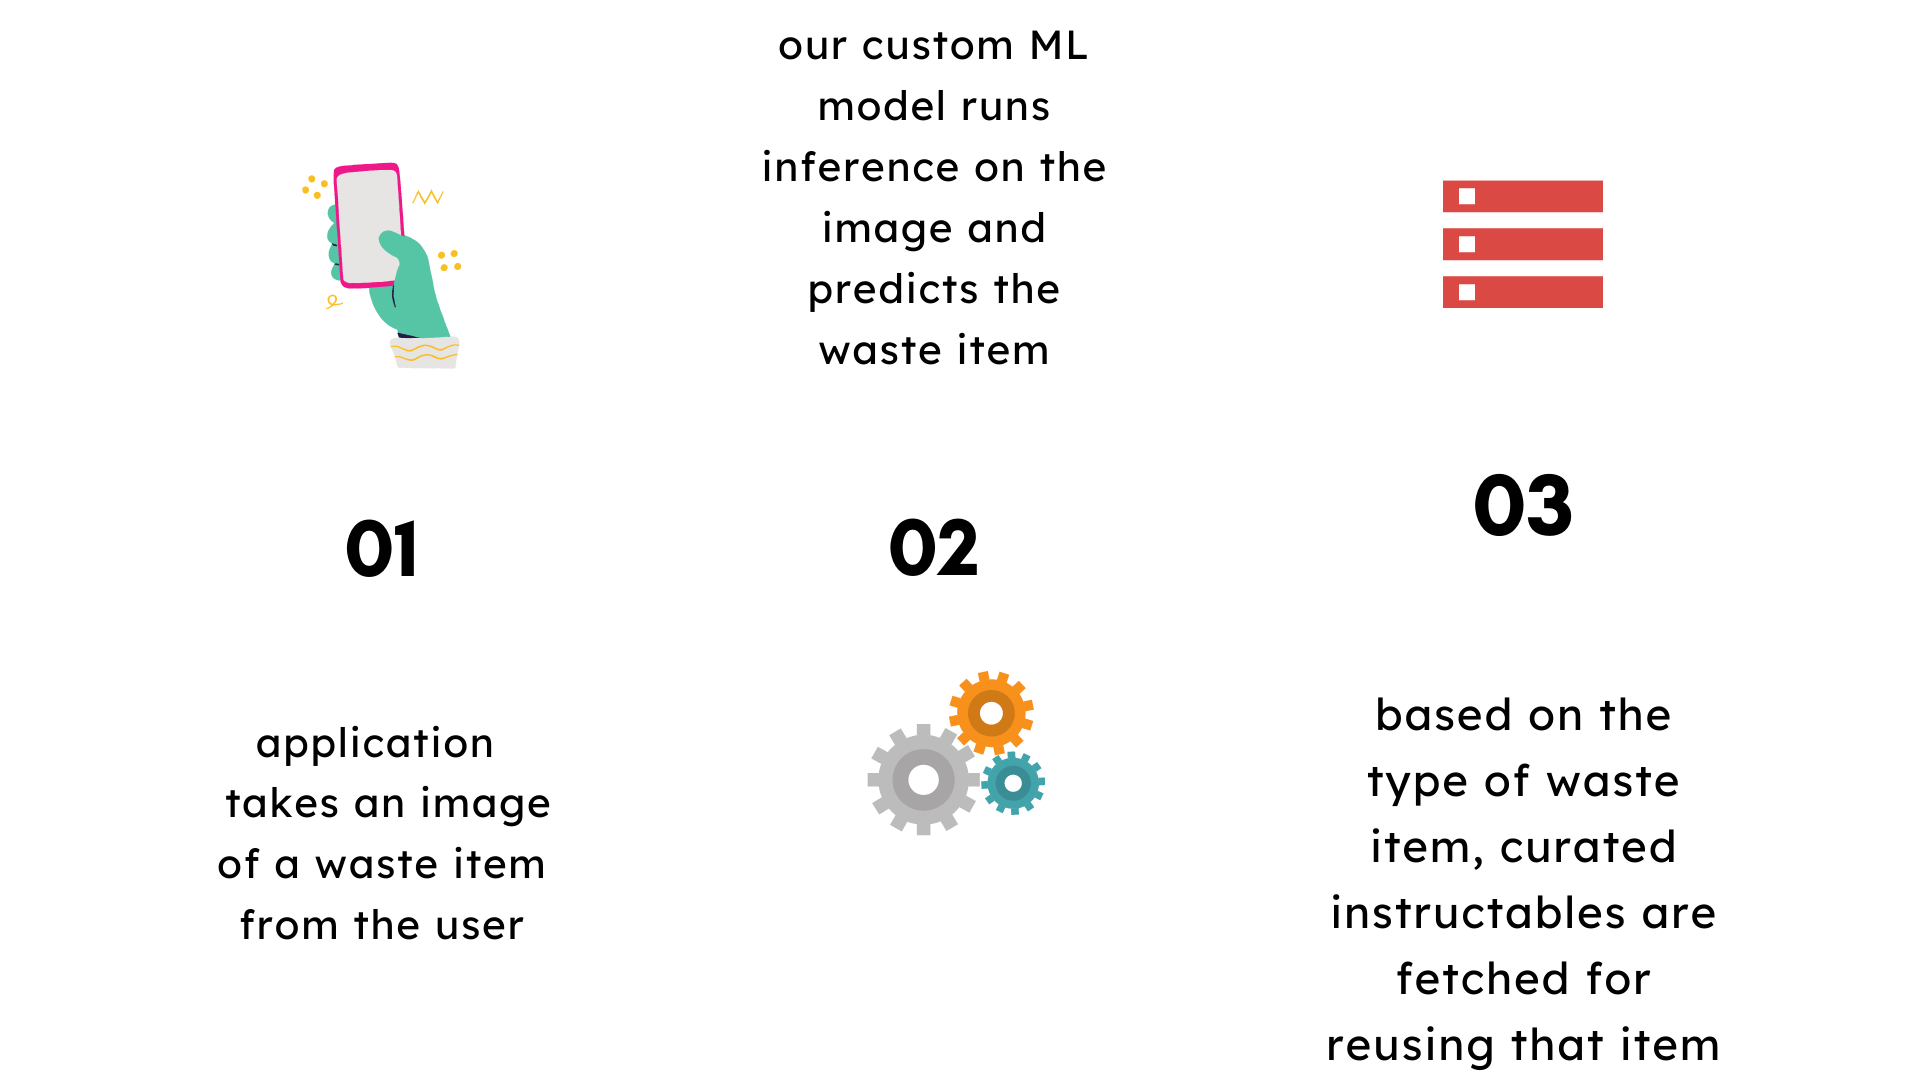 01
application
takes an image
of a waste item
from the user
our custom ML
model runs
inference on the
image and
predicts the
waste item
02
03
based on the
type of waste
item, curated
instructables are
fetched for
reusing that item